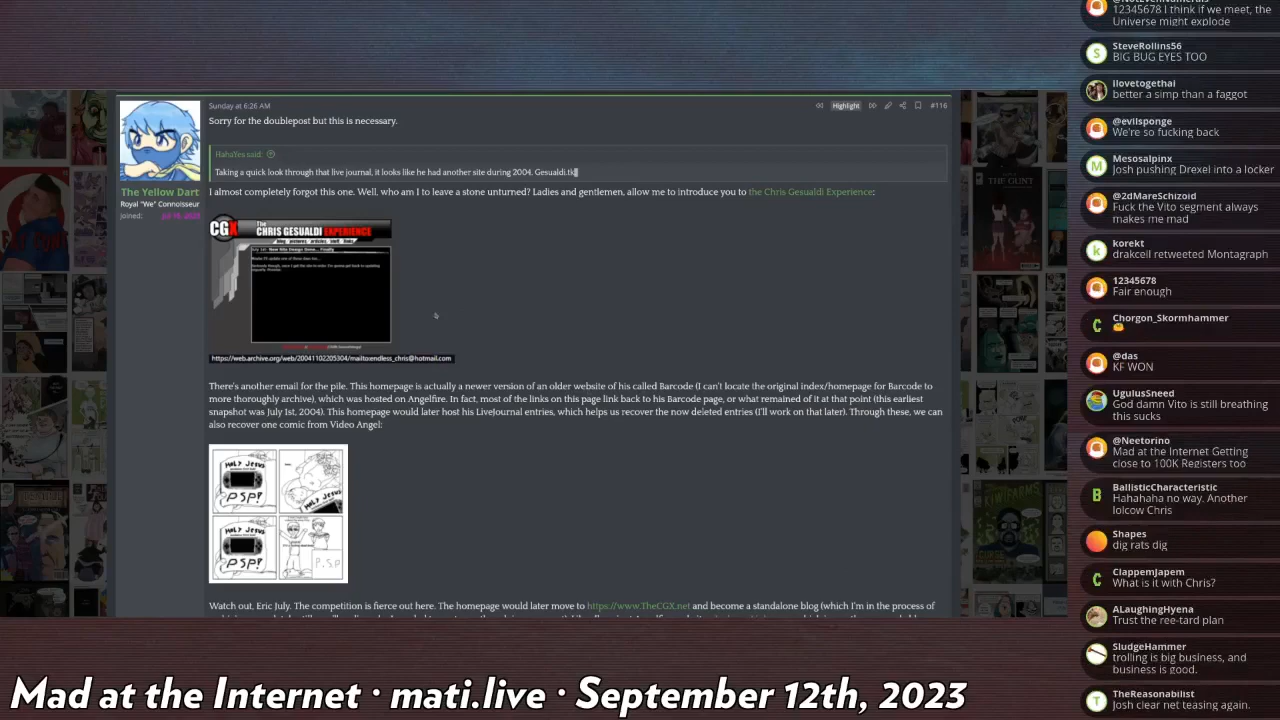 Sunday at 6:26 AM
Highlight
#116
Sorry for the doublepost but this is necessary.
HahaYes said:
Taking a quick look through that live journal, it looks like he had another site during 2004. Gesualdi.tk
The Yellow Dart
Royal "We" Connoisseur
Joined:
I almost completely forgot this one. Well, who am I to leave a stone unturned? Ladies and gentlemen, allow me to introduce you to the Chris Gesualdi Experience:
CGX
The
CHRIS GESUALDI EXPERIENCE
https://web.archive.org/web/20041102205304/mailto:endless_chris@hotmail.com
There's another email for the pile. This homepage is actually a newer version of an older website of his called Barcode (I can't locate the original index/homepage for Barcode to
more thoroughly archive), which was hosted on Angelfire. In fact, most of the links on this page link back to his Barcode page, or what remained of it at that point (this earliest
snapshot was July 1st, 2004). This homepage would later host his LiveJournal entries, which helps us recover the now deleted entries (I'll work on that later). Through these, we can
also recover one comic from Video Angel:
HOLY JESUS
PSP!
HOLY JESUS
HOLY JESUS
PSP!
P.SP
Watch out, Eric July. The competition is fierce out here. The homepage would later move to https://www.TheCGX.net and become a standalone blog (which I'm in the process of
THE GUNT
KIWIFARMS
12345678 I think if we meet, the
Universe might explode
SteveRollins56
BIG BUG EYES TOO
ilovetogethai
Better a simp than a faggot
@evilsponge
We're so fucking back
Mesosalpinx
Josh pushing Drexel into a locker
@2dMareSchizoid
Fuck the Vito segment always
makes me mad
drackill retweeted Montagraph
12345678
Fair enough
Chorgon_Skormhammer
@das
KF WON
UgulusSneed
God damn Vito is still breathing
this sucks
@Neetorino
Mad at the Internet Getting
close to 100K Registers too
BallisticCharacteristic
Hahahaha no way. Another
lolcow Chris
Shapes
dig rats dig
ClappemJapem
What is it with Chris?
ALaughingHyena
Trust the ree-tard plan
SludgeHammer
trolling is big business, and
business is good.
TheReasonabilist
Josh clear net teasing again.
Mad at the Internet · mati.live · September 12th, 2023